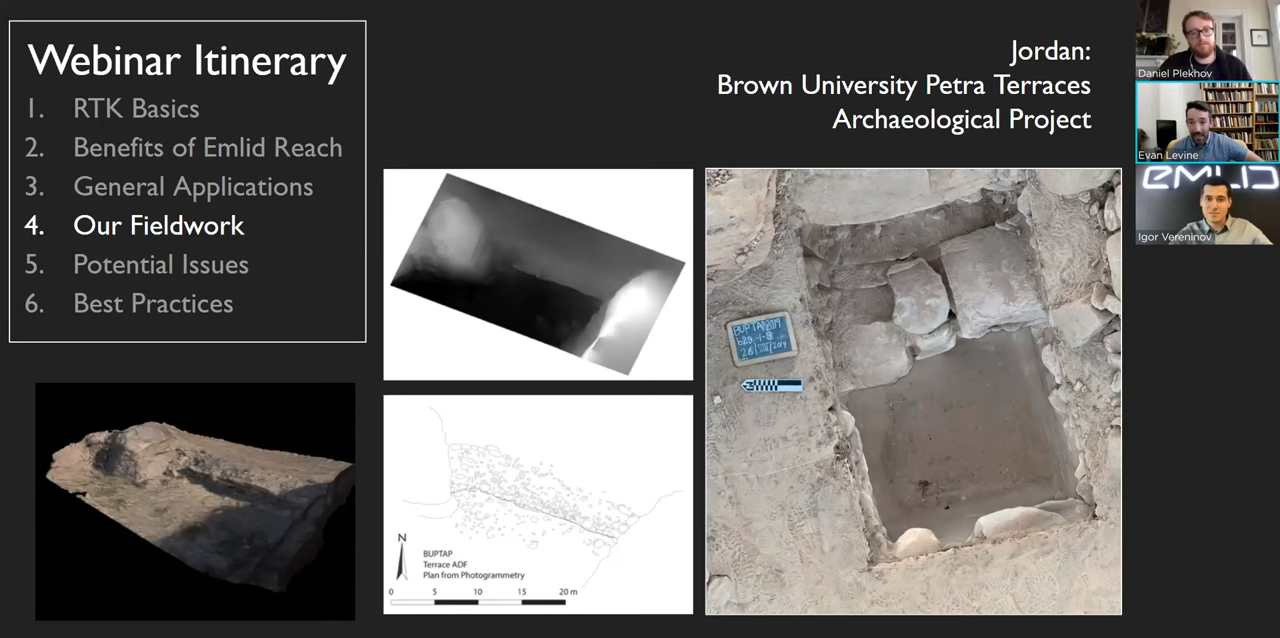 Webinar Itinerary
1. RTK Basics
2. Benefits of Emlid Reach
3. General Applications
4. Our Fieldwork
5. Potential Issues
6. Best Practices
Jordan:
Brown University Petra Terraces
Archaeological Project
N
BUPTAP
Terrace ADF
Plan from Photogrammetry
0 5 10 15 20 m
BUPTAP2019
Daniel Plekhov
Evan Levine
EMLID
Igor Vereninov